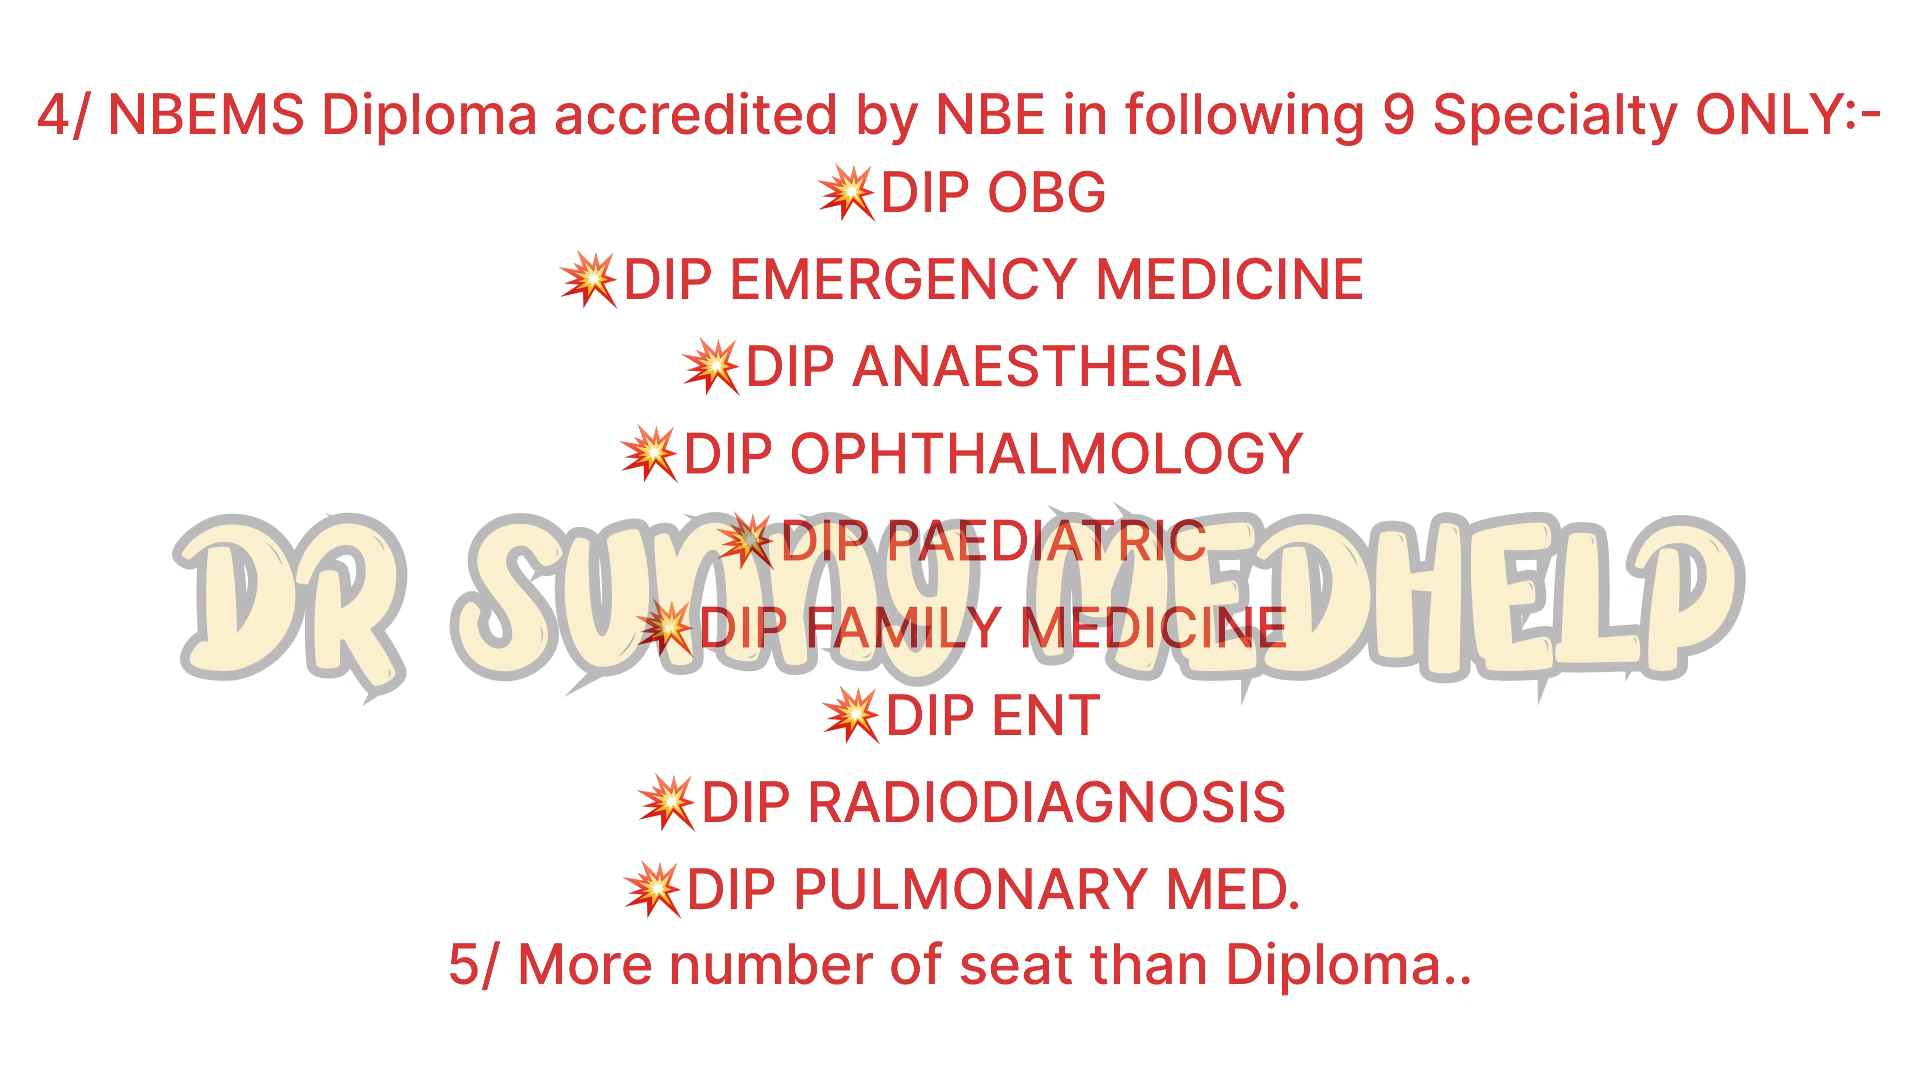 4/ NBEMS Diploma accredited by NBE in following 9 Specialty ONLY:-
💥DIP OBG
💥DIP EMERGENCY MEDICINE
💥DIP ANAESTHESIA
💥DIP OPHTHALMOLOGY
💥DIP PAEDIATRIC
DR SUNNY MEDHELP
💥DIP FAMILY MEDICINE
💥DIP ENT
💥DIP RADIODIAGNOSIS
💥DIP PULMONARY MED.
5/ More number of seat than Diploma..